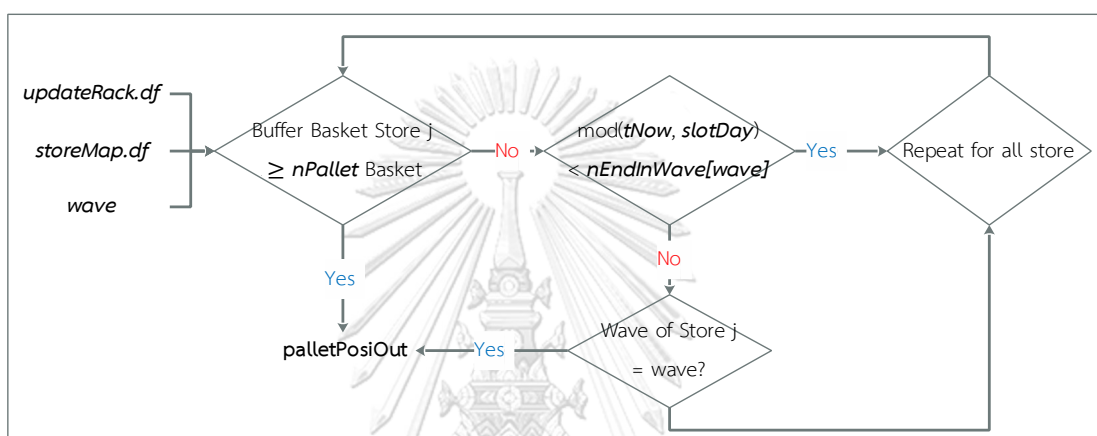 updateRack.df
storeMap.df
wave
Buffer Basket Store j
≥ nPallet Basket
No
mod(tNow, slotDay)
< nEndInWave[wave]
Yes
Repeat for all store
Yes
No
palletPosiOut
Yes
Wave of Store j
= wave?